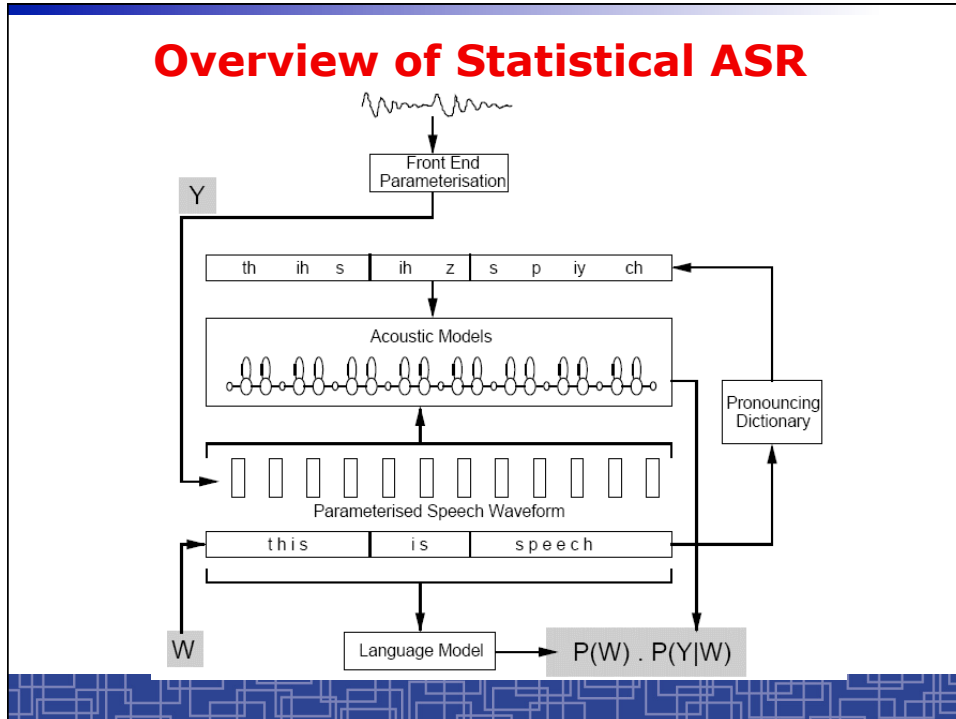 Overview of Statistical ASR
Front End
Parameterisation
Y
th ih s ih z s p iy ch
Acoustic Models
Pronouncing
Dictionary
Parameterised Speech Waveform
this is speech
W
Language Model
P(W) . P(Y|W)